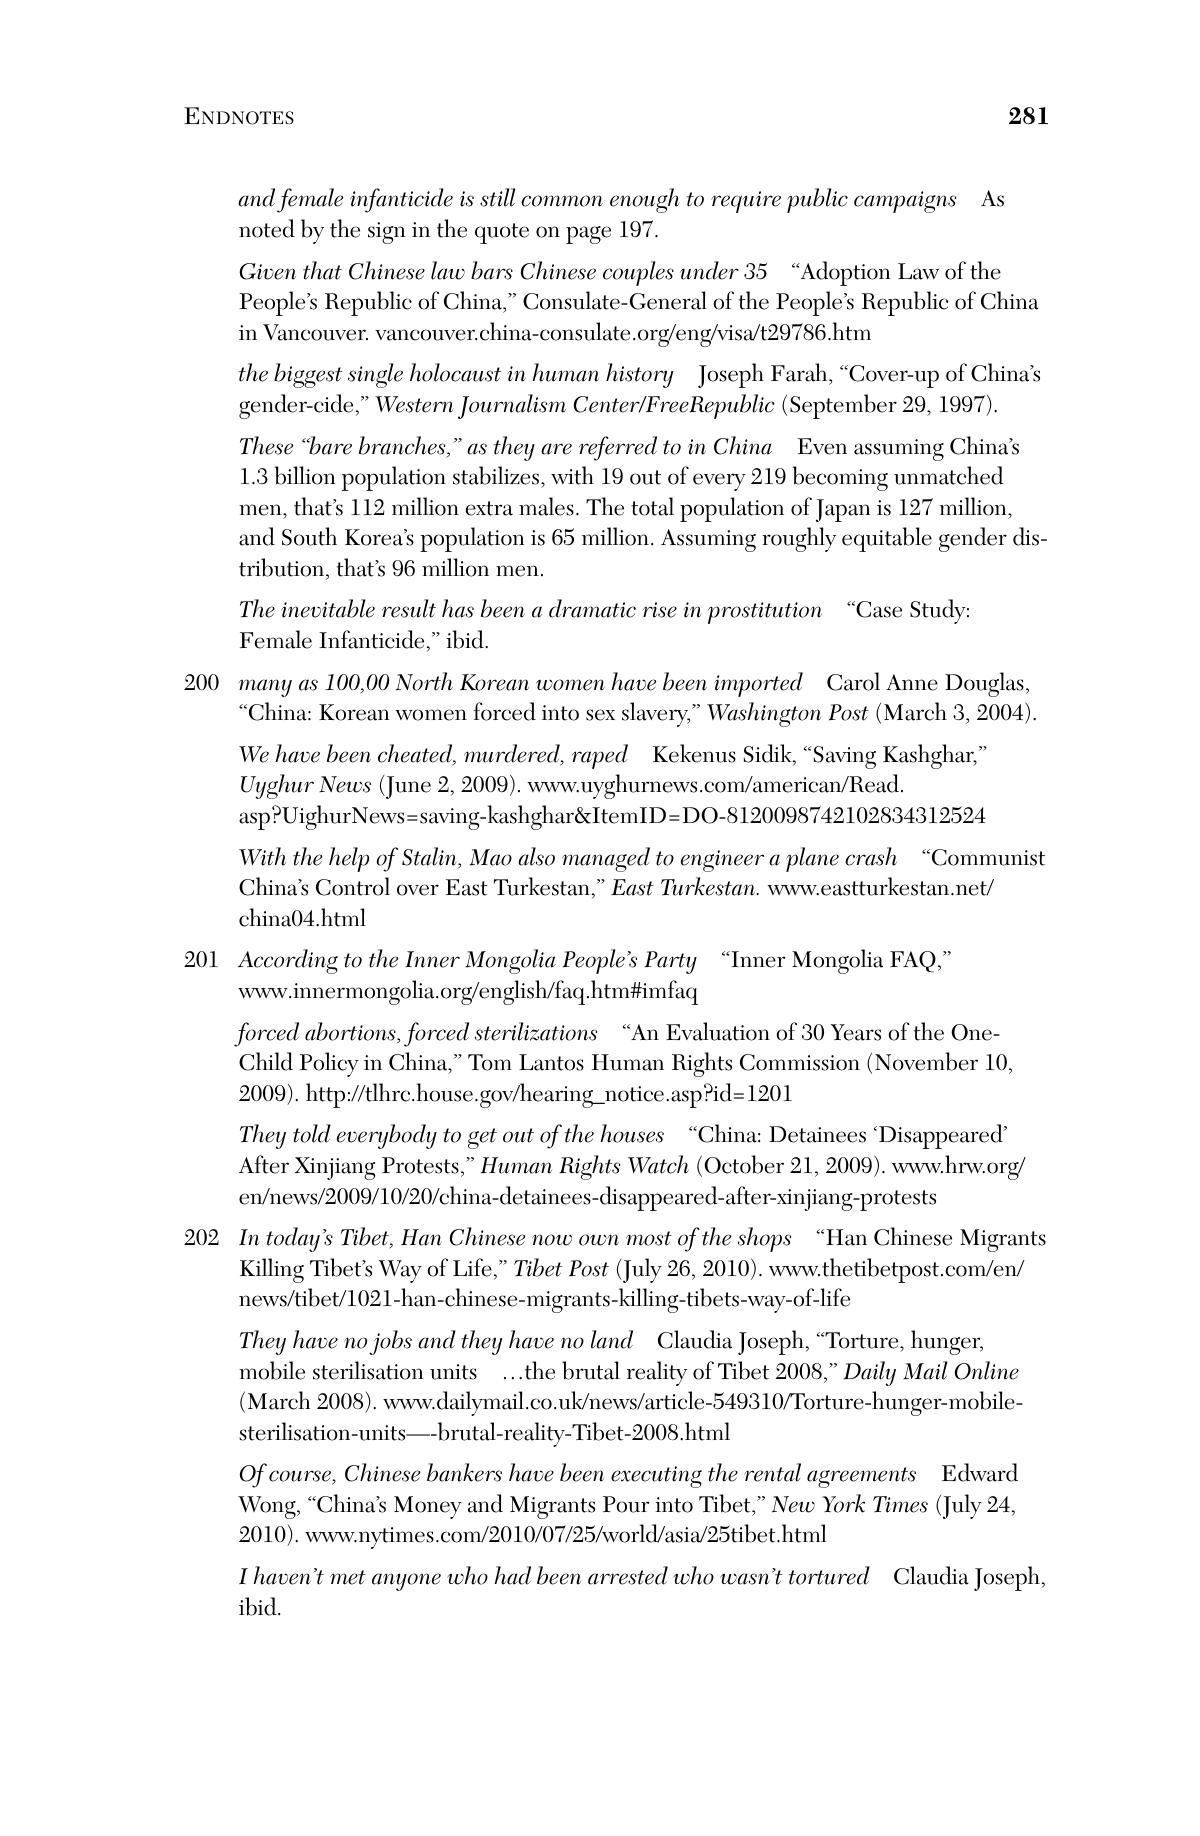 ENDNOTES 281
and female infanticide is still common enough to require public campaigns As
noted by the sign in the quote on page 197.
Given that Chinese law bars Chinese couples under 35 “Adoption Law of the
People’s Republic of China,” Consulate-General of the People’s Republic of China
in Vancouver. vancouver.china-consulate.org/eng/visa/t29786.htm
the biggest single holocaust in human history Joseph Farah, “Cover-up of China’s
gender-cide,” Western Journalism Center/FreeRepublic (September 29, 1997).
These “bare branches,” as they are referred to in China Even assuming China’s
1.3 billion population stabilizes, with 19 out of every 219 becoming unmatched
men, that’s 112 million extra males. The total population of Japan is 127 million,
and South Korea’s population is 65 million. Assuming roughly equitable gender dis-
tribution, that’s 96 million men.
The inevitable result has been a dramatic rise in prostitution “Case Study:
Female Infanticide,” ibid.
200 many as 100,00 North Korean women have been imported Carol Anne Douglas,
“China: Korean women forced into sex slavery,” Washington Post (March 3, 2004).
We have been cheated, murdered, raped Kekenus Sidik, “Saving Kashghar,”
Uyghur News (June 2, 2009). www.uyghurnews.com/american/Read.
asp?UighurNews=saving-kashghar&ItemID=DO-8120098742102834312524
With the help of Stalin, Mao also managed to engineer a plane crash “Communist
China’s Control over East Turkestan,” East Turkestan. www.eastturkestan.net/
china04.html
201 According to the Inner Mongolia People’s Party “Inner Mongolia FAQ,”
www.innermongolia.org/english/faq.htm#imfaq
forced abortions, forced sterilizations “An Evaluation of 30 Years of the One-
Child Policy in China,” Tom Lantos Human Rights Commission (November 10,
2009). http://tlhrc.house.gov/hearing_notice.asp?id=1201
They told everybody to get out of the houses “China: Detainees ‘Disappeared’
After Xinjiang Protests,” Human Rights Watch (October 21, 2009). www.hrw.org/
en/news/2009/10/20/china-detainees-disappeared-after-xinjiang-protests
202 In today’s Tibet, Han Chinese now own most of the shops “Han Chinese Migrants
Killing Tibet’s Way of Life,” Tibet Post (July 26, 2010). www.thetibetpost.com/en/
news/tibet/1021-han-chinese-migrants-killing-tibets-way-of-life
They have no jobs and they have no land Claudia Joseph, “Torture, hunger,
mobile sterilisation units …the brutal reality of Tibet 2008,” Daily Mail Online
(March 2008). www.dailymail.co.uk/news/article-549310/Torture-hunger-mobile-
sterilisation-units—-brutal-reality-Tibet-2008.html
Of course, Chinese bankers have been executing the rental agreements Edward
Wong, “China’s Money and Migrants Pour into Tibet,” New York Times (July 24,
2010). www.nytimes.com/2010/07/25/world/asia/25tibet.html
I haven’t met anyone who had been arrested who wasn’t tortured Claudia Joseph,
ibid.